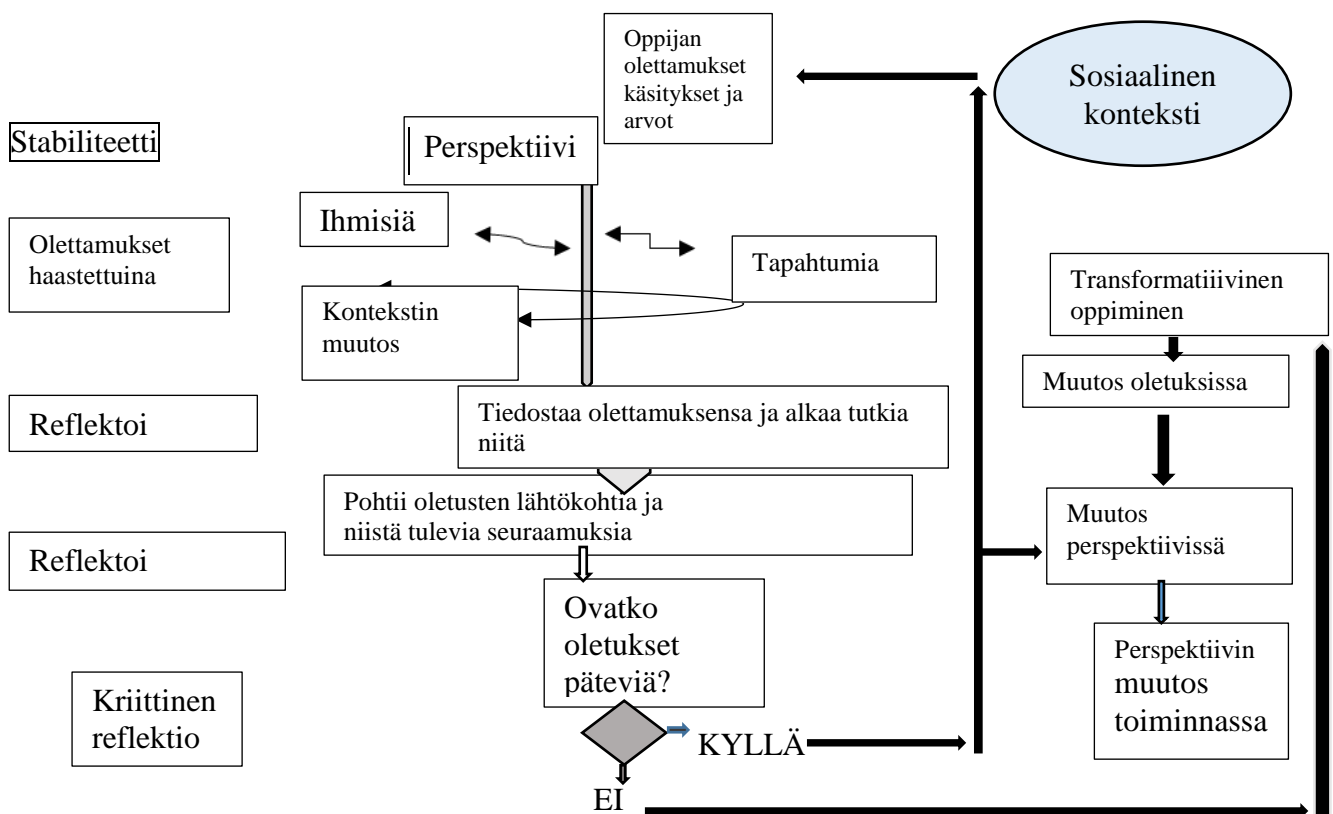 Oppijan
olettamukset
käsitykset ja
arvot
Sosiaalinen
konteksti
Stabiliteetti
Perspektiivi
Ihmisiä
Olettamukset
haastettuina
Tapahtumia
Kontekstin
muutos
Transformatiiivinen
oppiminen
Muutos oletuksissa
Reflektoi
Tiedostaa olettamuksensa ja alkaa tutkia
niitä
Pohtii oletusten lähtökohtia ja
niistä tulevia seuraamuksia
Muutos
perspektiivissä
Reflektoi
Ovatko
oletukset
päteviä?
Perspektiivin
muutos
toiminnassa
Kriittinen
reflektio
KYLLÄ
EI